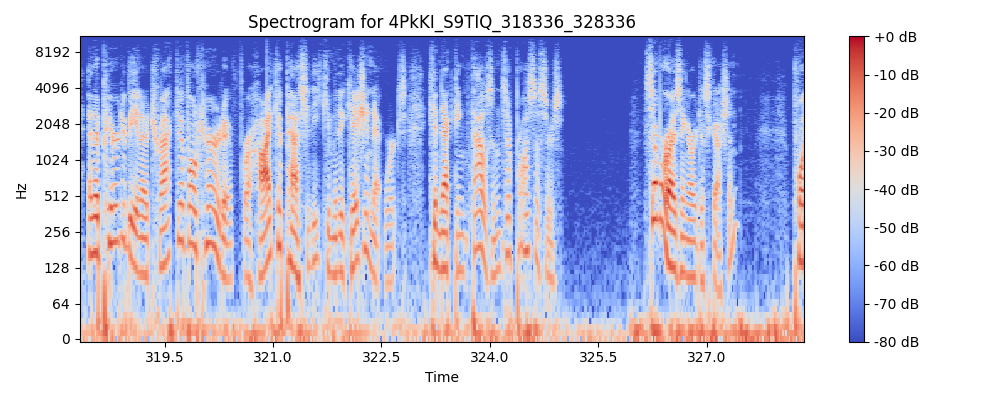 Spectrogram for 4PkKI_S9TIQ_318336_328336
Hz
8192
4096
2048
1024
512
256
128
64
0
319.5 321.0 322.5 324.0 325.5 327.0
Time
+0 dB
-10 dB
-20 dB
-30 dB
-40 dB
-50 dB
-60 dB
-70 dB
-80 dB